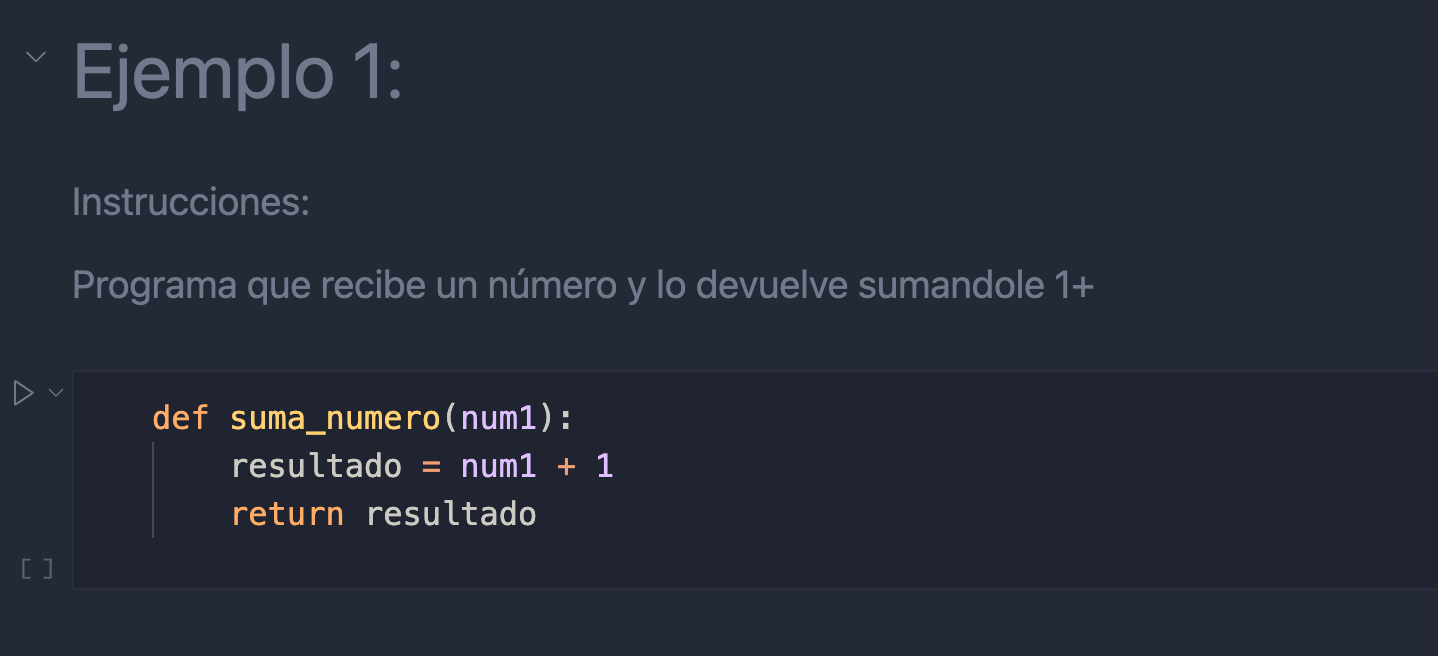 Ejemplo 1:
Instrucciones:
Programa que recibe un número y lo devuelve sumandole 1+
def suma_numero(num1):
    resultado = num1 + 1
    return resultado
[ ]